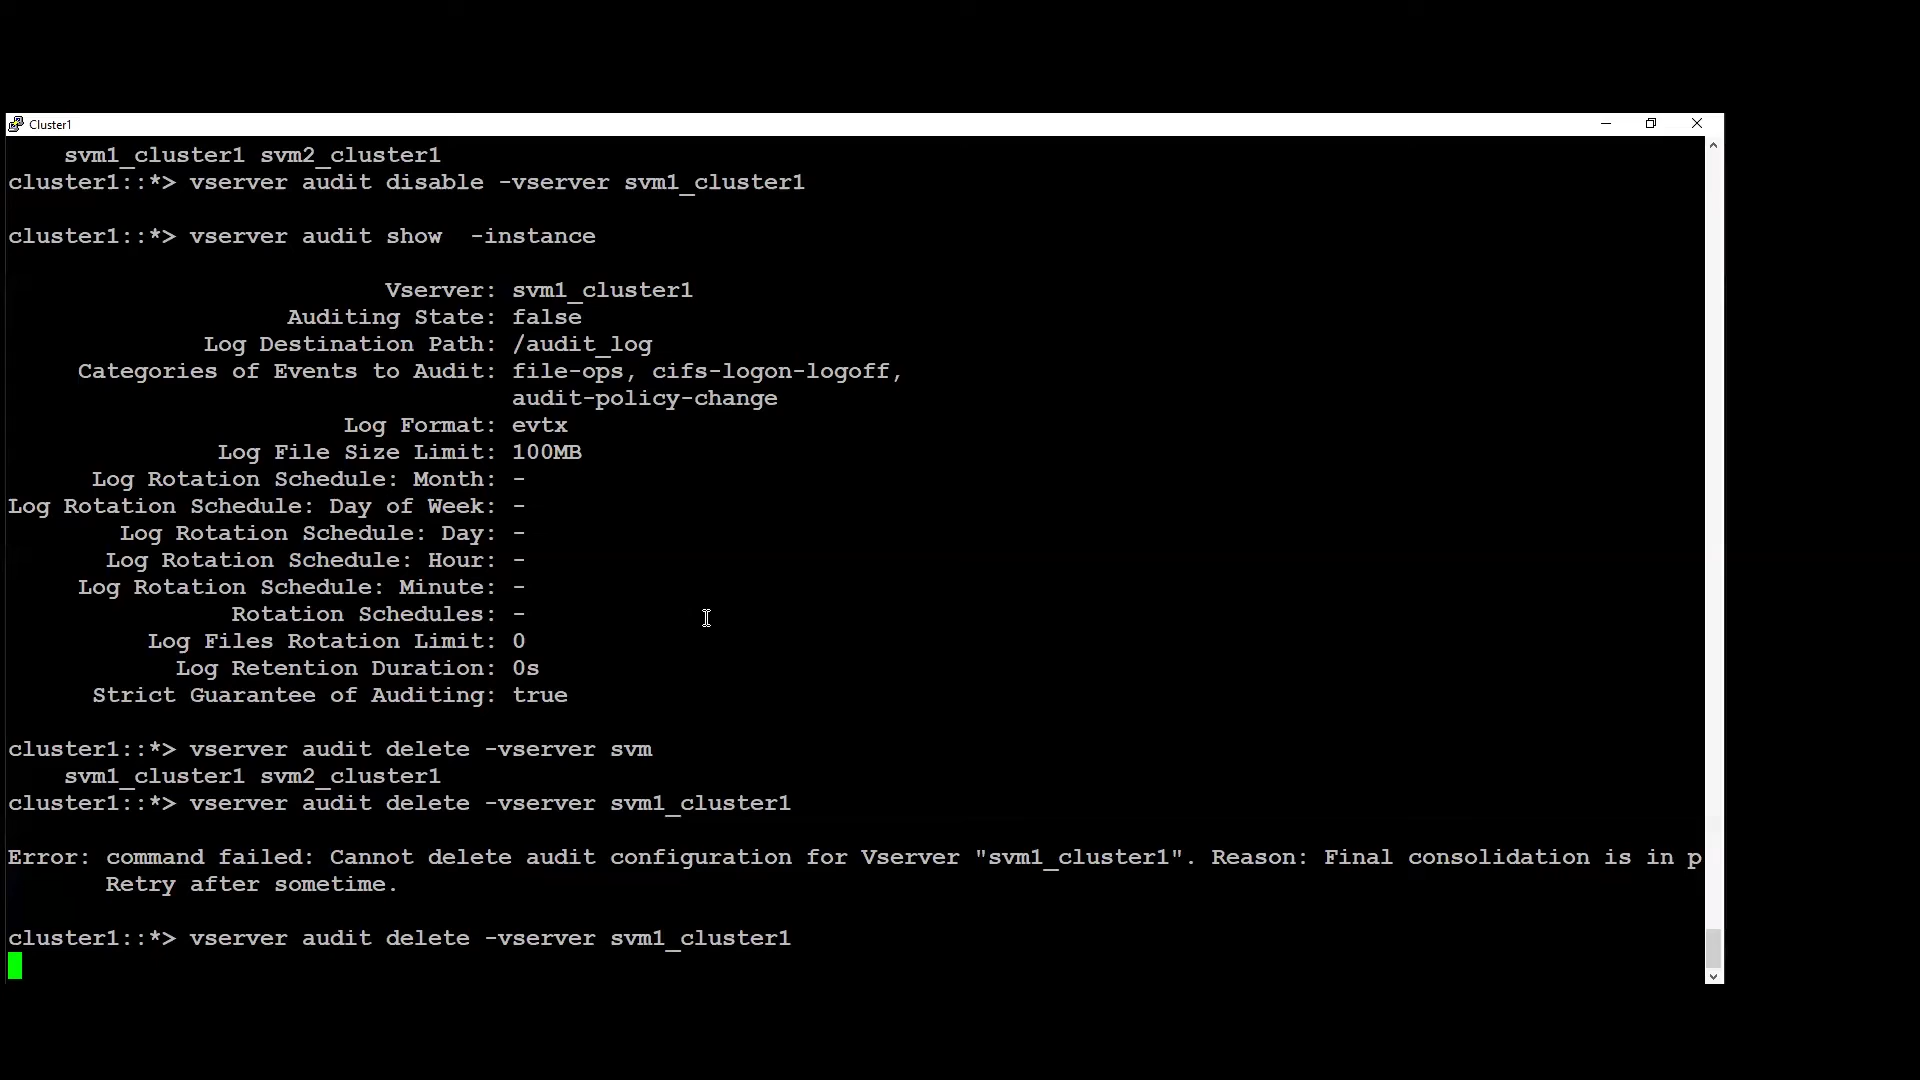 Cluster1
svm1_cluster1 svm2_cluster1
cluster1::*> vserver audit disable -vserver svm1_cluster1
cluster1::*> vserver audit show  -instance
Vserver: svm1_cluster1
Auditing State: false
Log Destination Path: /audit_log
Categories of Events to Audit: file-ops, cifs-logon-logoff,
audit-policy-change
Log Format: evtx
Log File Size Limit: 100MB
Log Rotation Schedule: Month: -
Log Rotation Schedule: Day of Week: -
Log Rotation Schedule: Day: -
Log Rotation Schedule: Hour: -
Log Rotation Schedule: Minute: -
Rotation Schedules: -
Log Files Rotation Limit: 0
Log Retention Duration: 0s
Strict Guarantee of Auditing: true
cluster1::*> vserver audit delete -vserver svm
svm1_cluster1 svm2_cluster1
cluster1::*> vserver audit delete -vserver svm1_cluster1
Error: command failed: Cannot delete audit configuration for Vserver "svm1_cluster1". Reason: Final consolidation is in p
Retry after sometime.
cluster1::*> vserver audit delete -vserver svm1_cluster1